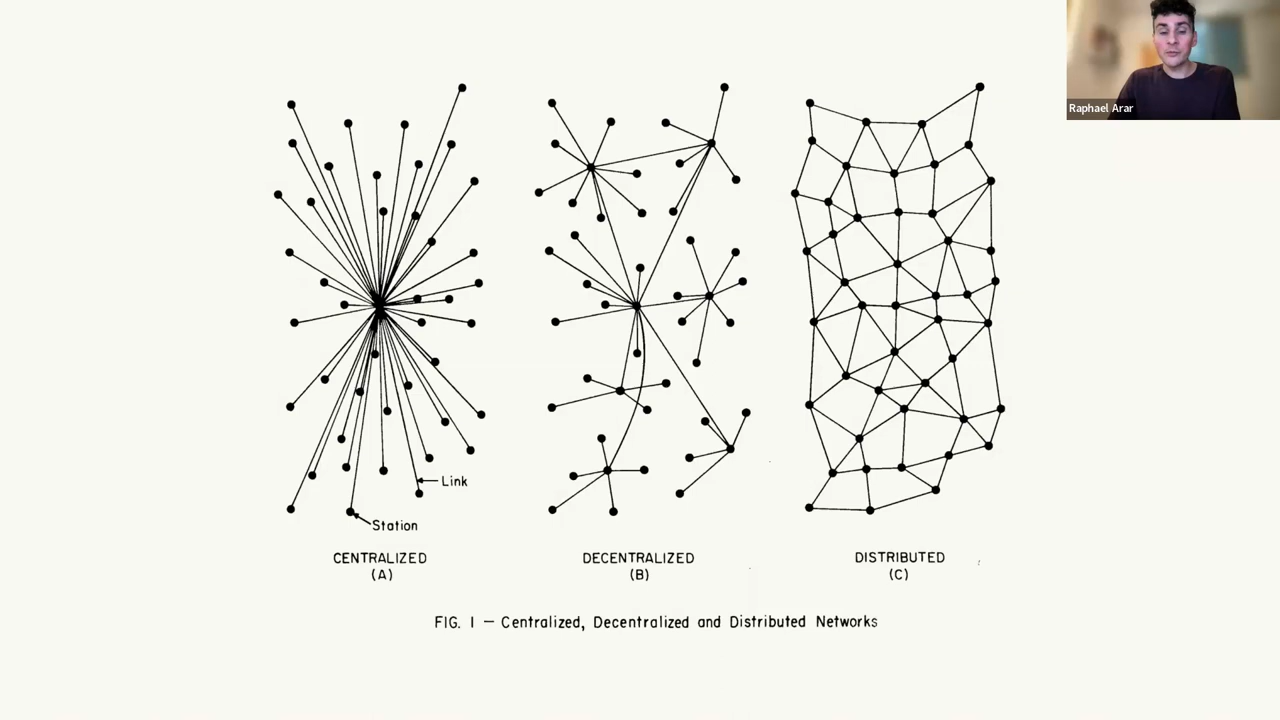 Raphael Arar
Link
Station
CENTRALIZED
(A)
DECENTRALIZED
(B)
DISTRIBUTED
(C)
FIG. I — Centralized, Decentralized and Distributed Networks